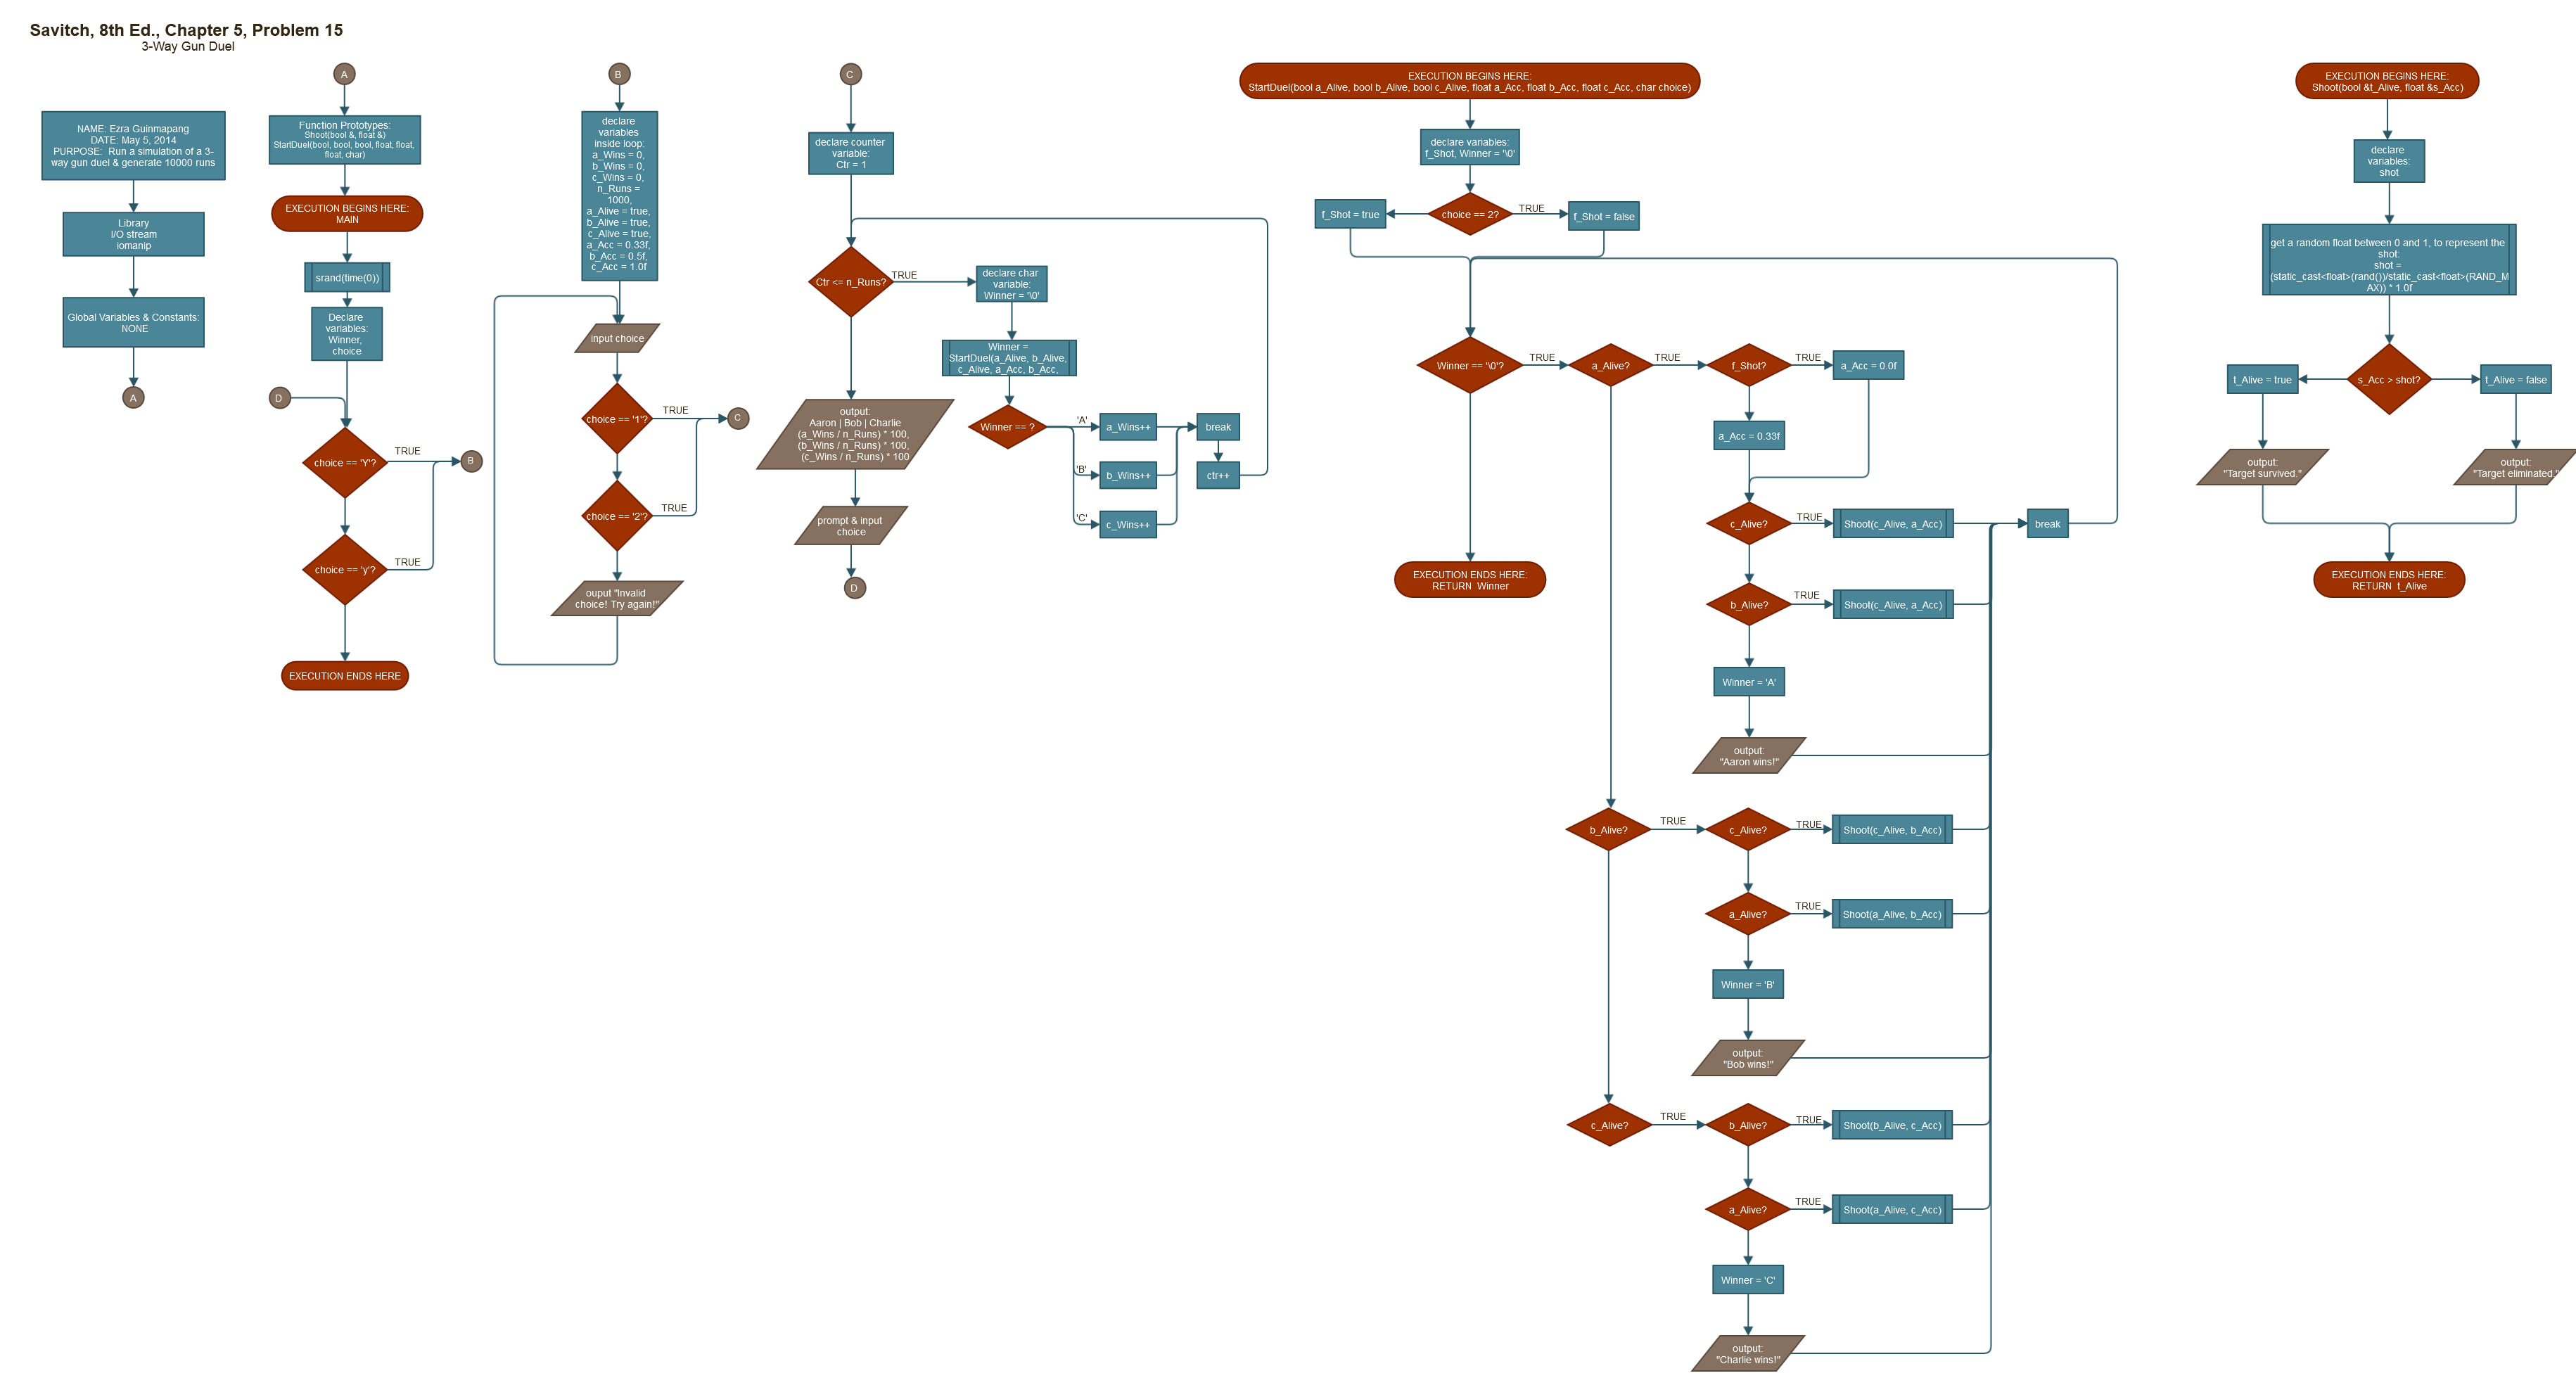 Savitch, 8th Ed., Chapter 5, Problem 15
3-Way Gun Duel
NAME: Ezra Guinmapang
DATE: May 5, 2014
PURPOSE:  Run a simulation of a 3-
way gun duel & generate 10000 runs
Library
I/O stream
iomanip
Global Variables & Constants:
NONE
A
A
Function Prototypes:
Shoot(bool &, float &)
StartDuel(bool, bool, bool, float, float,
float, char)
EXECUTION BEGINS HERE:
MAIN
srand(time(0))
Declare
variables:
Winner,
choice
D
choice == 'Y'?
TRUE
B
choice == 'y'?
TRUE
EXECUTION ENDS HERE
B
declare
variables
inside loop:
a_Wins = 0,
b_Wins = 0,
c_Wins = 0,
n_Runs =
1000,
a_Alive = true,
b_Alive = true,
c_Alive = true,
a_Acc = 0.33f,
b_Acc = 0.5f,
c_Acc = 1.0f
input choice
choice == '1'?
TRUE
C
choice == '2'?
TRUE
ouput "Invalid
choice! Try again!"
C
declare counter
variable:
Ctr = 1
Ctr <= n_Runs?
TRUE
declare char
variable:
Winner = '\0'
Winner =
StartDuel(a_Alive, b_Alive,
c_Alive, a_Acc, b_Acc,
Winner == ?
'A'
a_Wins++
'B'
b_Wins++
'C'
c_Wins++
break
ctr++
output:
Aaron | Bob | Charlie
(a_Wins / n_Runs) * 100,
(b_Wins / n_Runs) * 100,
(c_Wins / n_Runs) * 100
prompt & input
choice
D
EXECUTION BEGINS HERE:
StartDuel(bool a_Alive, bool b_Alive, bool c_Alive, float a_Acc, float b_Acc, float c_Acc, char choice)
declare variables:
f_Shot, Winner = '\0'
f_Shot = true
choice == 2?
TRUE
f_Shot = false
Winner == '\0'?
TRUE
a_Alive?
TRUE
f_Shot?
TRUE
a_Acc = 0.0f
a_Acc = 0.33f
c_Alive?
TRUE
Shoot(c_Alive, a_Acc)
break
b_Alive?
TRUE
Shoot(c_Alive, a_Acc)
EXECUTION ENDS HERE:
RETURN  Winner
Winner = 'A'
output:
"Aaron wins!"
b_Alive?
TRUE
c_Alive?
TRUE
Shoot(c_Alive, b_Acc)
a_Alive?
TRUE
Shoot(a_Alive, b_Acc)
Winner = 'B'
output:
"Bob wins!"
c_Alive?
TRUE
b_Alive?
TRUE
Shoot(b_Alive, c_Acc)
a_Alive?
TRUE
Shoot(a_Alive, c_Acc)
Winner = 'C'
output:
"Charlie wins!"
EXECUTION BEGINS HERE:
Shoot(bool &t_Alive, float &s_Acc)
declare
variables:
shot
get a random float between 0 and 1, to represent the
shot:
shot =
(static_cast<float>(rand())/static_cast<float>(RAND_M
AX)) * 1.0f
t_Alive = true
s_Acc > shot?
t_Alive = false
output:
"Target survived."
output:
"Target eliminated."
EXECUTION ENDS HERE:
RETURN  t_Alive